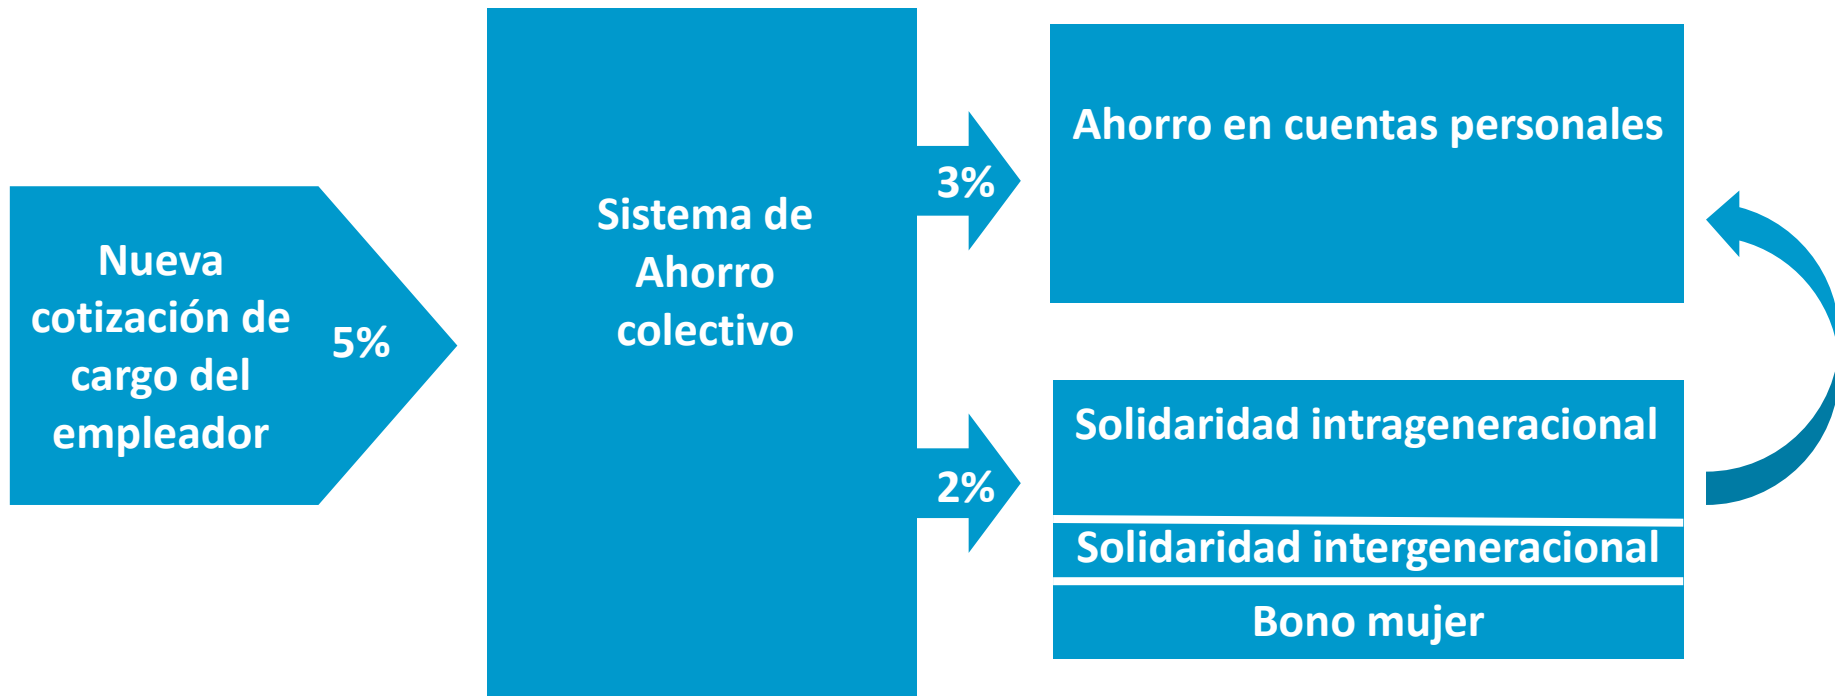 Nueva
cotización de
cargo del
empleador
5%
Sistema de
Ahorro
colectivo
3%
2%
Ahorro en cuentas personales
Solidaridad intrageneracional
Solidaridad intergeneracional
Bono mujer